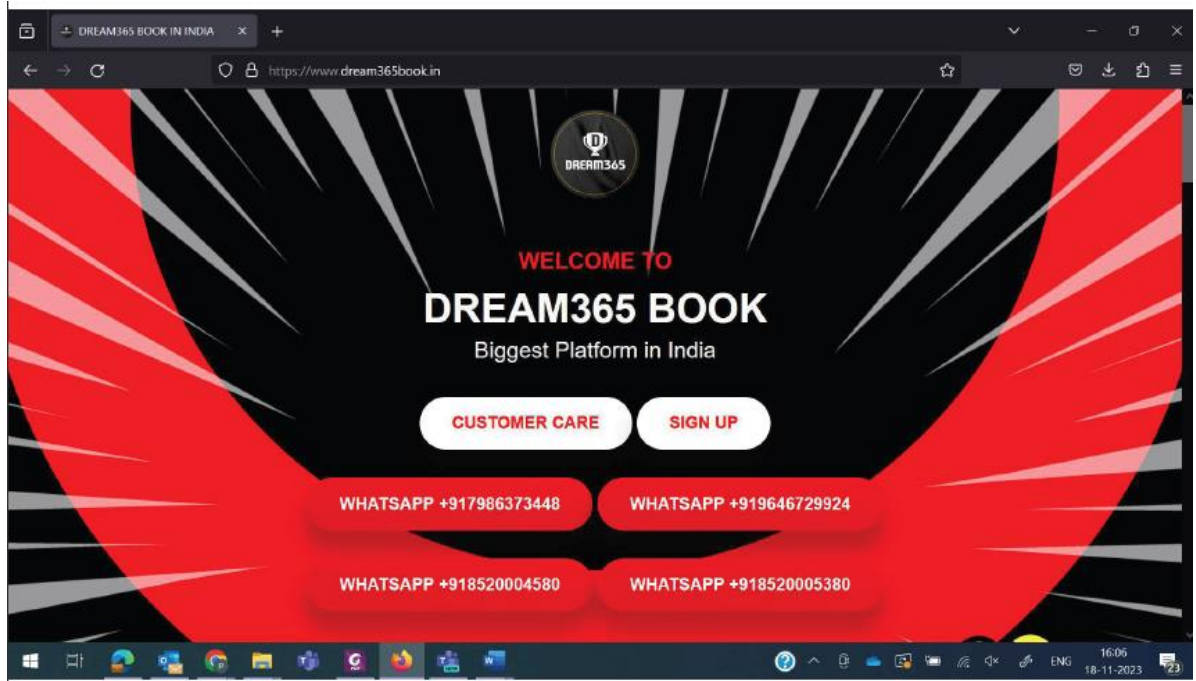 DREAM365 BOOK IN INDIA
https://www.dream365book.in
D
DREAM365
WELCOME TO
DREAM365 BOOK
Biggest Platform in India
CUSTOMER CARE SIGN UP
WHATSAPP +917986373448 WHATSAPP +919646729924
WHATSAPP +918520004580 WHATSAPP +918520005380
ENG 16:06
18-11-2023 23